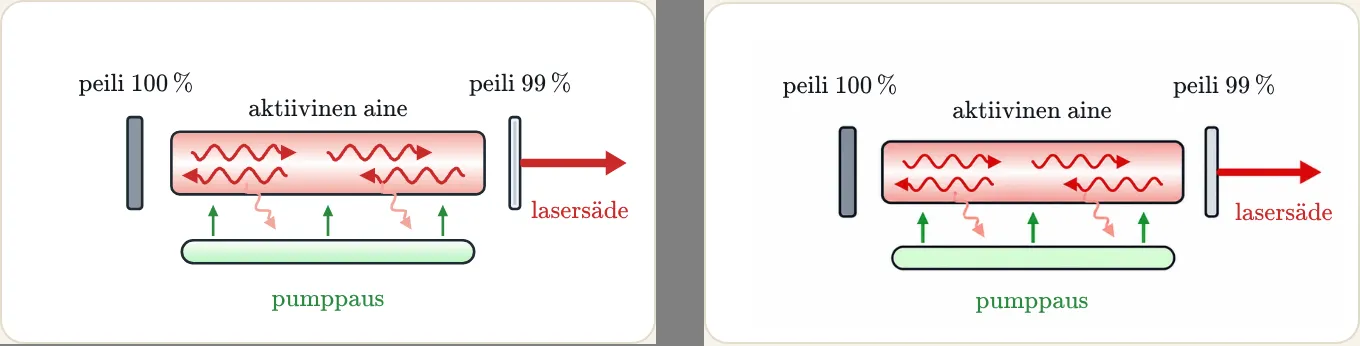 peili 100 %
peili 99 %
aktiivinen aine
lasersäde
pumppaus
peili 100 %
peili 99 %
aktiivinen aine
lasersäde
pumppaus